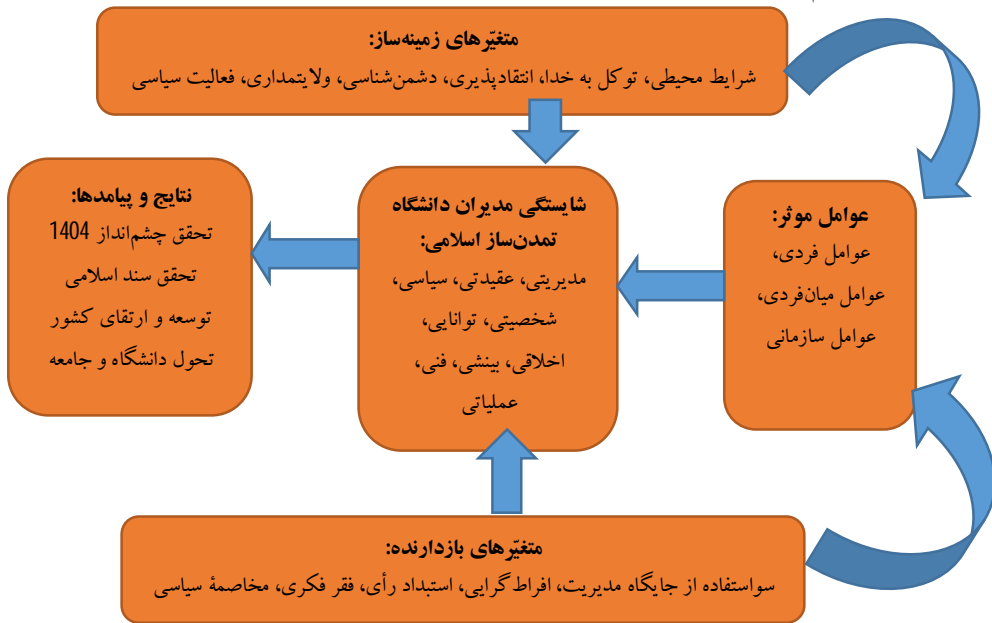 متغیّرهای زمینه‌ساز:
شرایط محیطی، توکل به خدا، انتقادپذیری، دشمن‌شناسی، ولایتمداری، فعالیت سیاسی
عوامل موثر:
عوامل فردی،
عوامل میان‌فردی،
عوامل سازمانی
شایستگی مدیران دانشگاه
تمدن‌ساز اسلامی:
مدیریتی، عقیدتی، سیاسی،
شخصیتی، توانایی،
اخلاقی، بینشی، فنی،
عملیاتی
نتایج و پیامدها:
تحقق چشم‌انداز 1404
تحقق سند اسلامی
توسعه و ارتقای کشور
تحول دانشگاه و جامعه
متغیّرهای بازدارنده:
سواستفاده از جایگاه مدیریت، افراط‌گرایی، استبداد رأی، فقر فکری، مخاصمۀ سیاسی